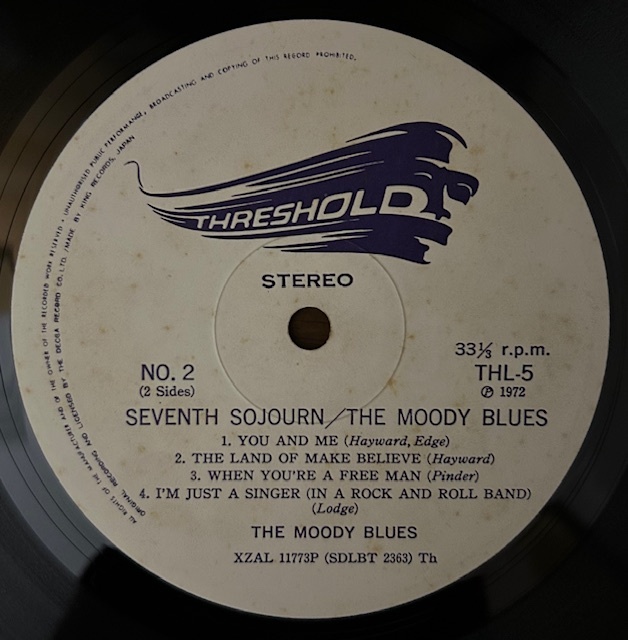 ALL RIGHTS OF THE MANUFACTURER AND OF THE OWNER OF THE RECORDED WORK RESERVED • UNAUTHORISED PUBLIC PERFORMANCE, BROADCASTING AND COPYING OF THIS RECORD PROHIBITED.
ORIGINAL RECORDING AND LICENSED BY THE DECCA RECORD CO., LTD. /MADE BY KING RECORDS, JAPAN
THRESHOLD
STEREO
33⅓ r.p.m.
NO. 2 THL-5
(2 Sides) Ⓟ 1972
SEVENTH SOJOURN/THE MOODY BLUES
1. YOU AND ME (Hayward, Edge)
2. THE LAND OF MAKE BELIEVE (Hayward)
3. WHEN YOU'RE A FREE MAN (Pinder)
4. I'M JUST A SINGER (IN A ROCK AND ROLL BAND)
(Lodge)
THE MOODY BLUES
XZAL 11773P (SDLBT 2363) Th